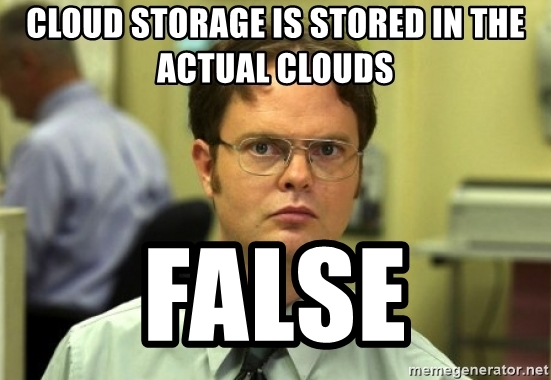 CLOUD STORAGE IS STORED IN THE
ACTUAL CLOUDS
FALSE
memegenerator.net